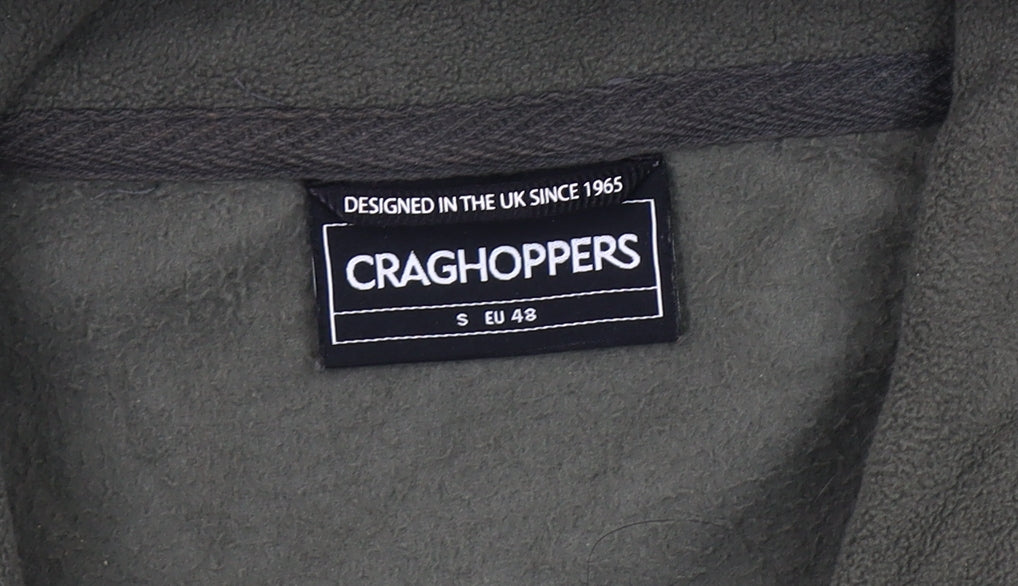 DESIGNED IN THE UK SINCE 1965
CRAGHOPPERS
S EU 48